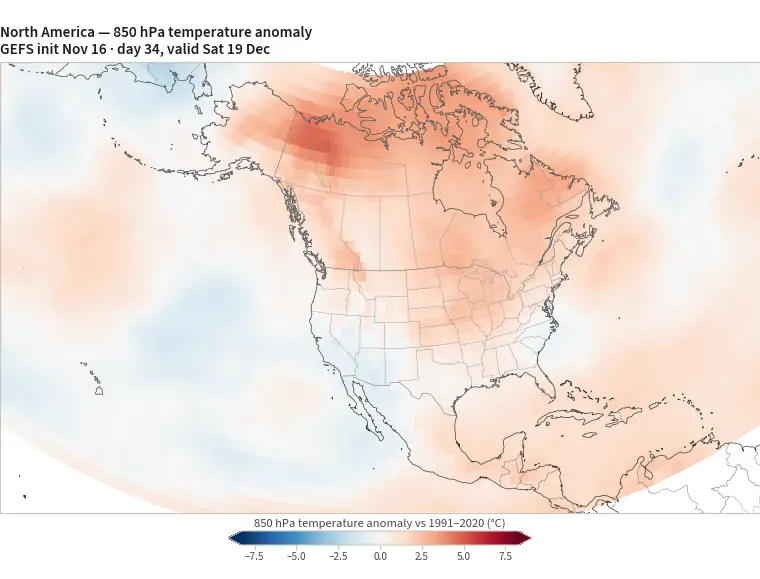 North America — 850 hPa temperature anomaly
GEFS init Nov 16 · day 34, valid Sat 19 Dec
850 hPa temperature anomaly vs 1991–2020 (°C)
−7.5 −5.0 −2.5 0.0 2.5 5.0 7.5